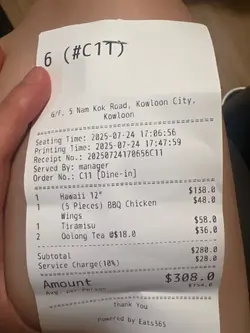 6 (#C1T)
G/F, 5 Nam Kok Road, Kowloon City,
Kowloon
Seating Time: 2025-07-24 17:06:56
Printing Time: 2025-07-24 17:47:59
Receipt No.: 20250724170656C11
Served By: manager
Order No.: C11 [Dine-in]
1 Hawaii 12" $158.0
1 (5 Pieces) BBQ Chicken $48.0
Wings
1 Tiramisu $58.0
2 Oolong Tea @$18.0 $36.0
Subtotal $280.0
Service Charge(10%) $28.0
Amount $308.0
Thank You
Powered by Eats365